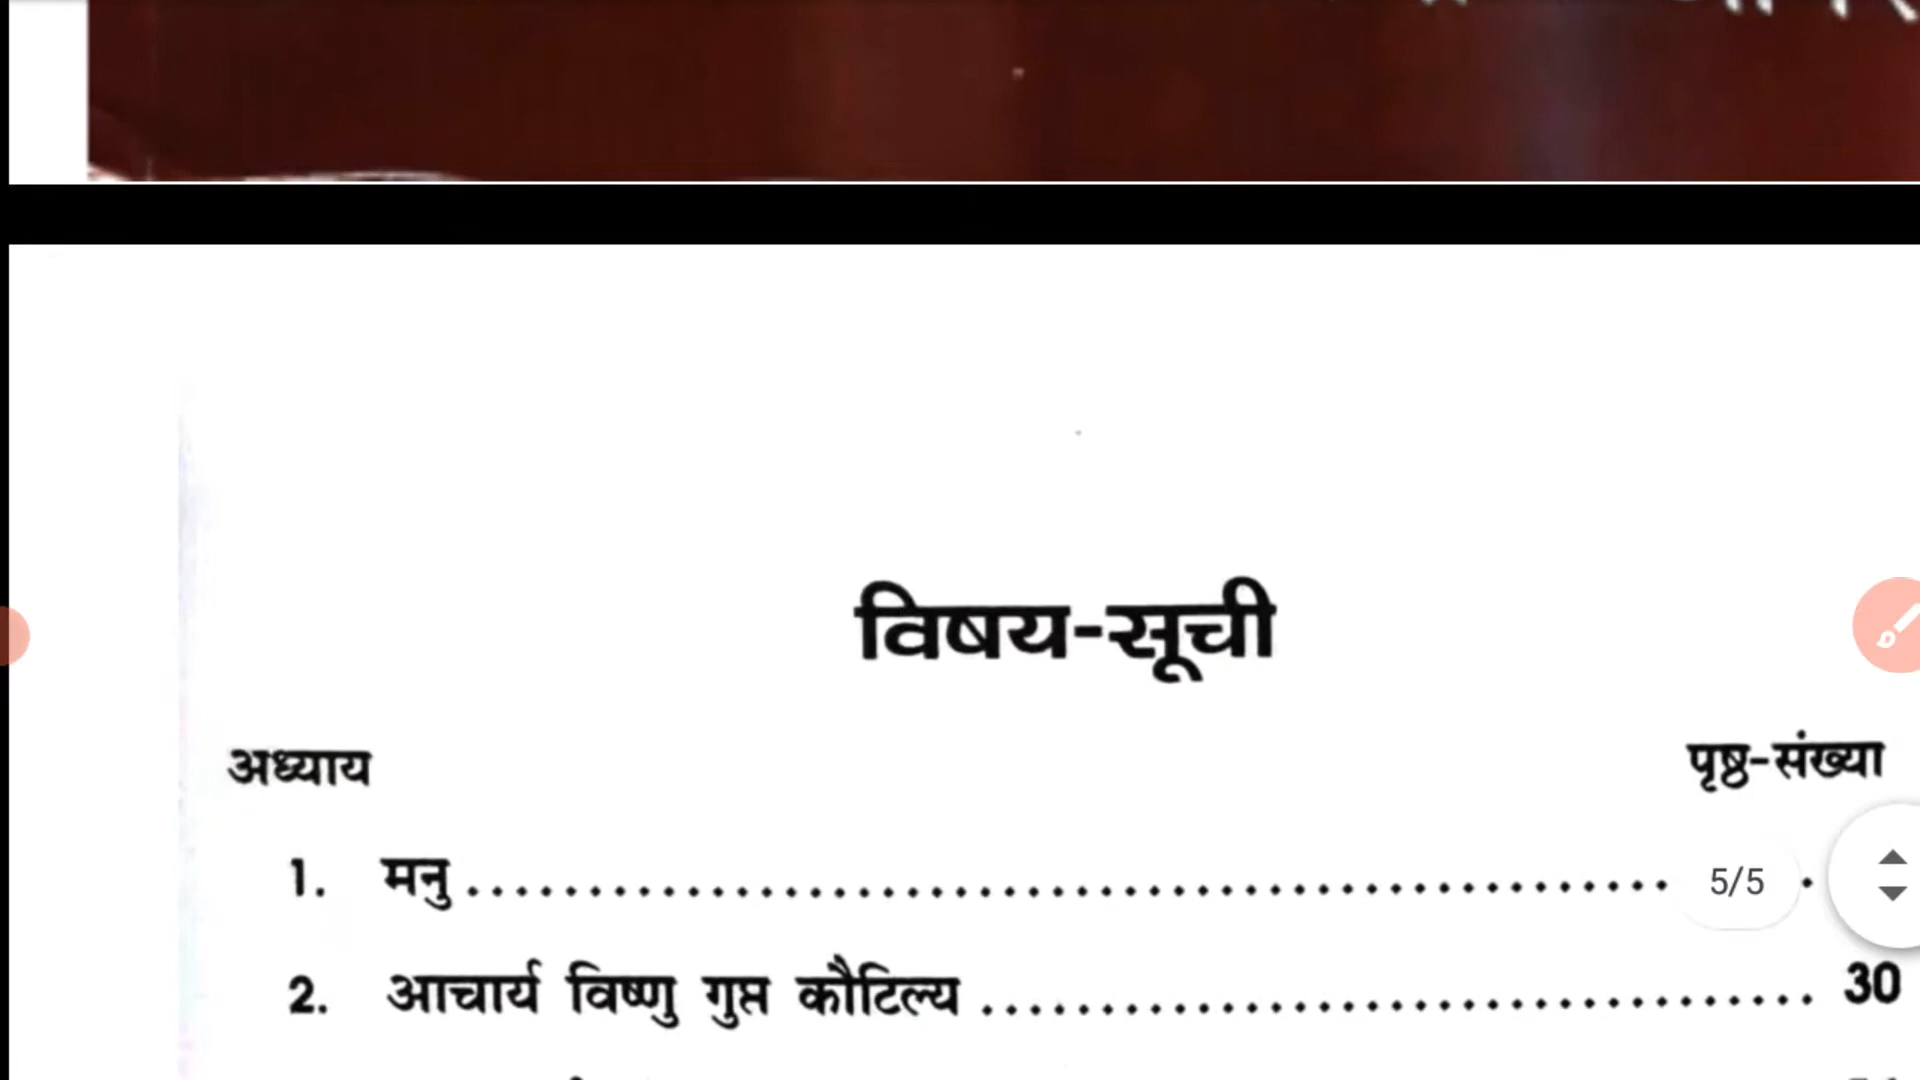 विषय-सूची
अध्याय पृष्ठ-संख्या
1. मनु ........................................................ 5/5
2. आचार्य विष्णु गुप्त कौटिल्य ................................... 30